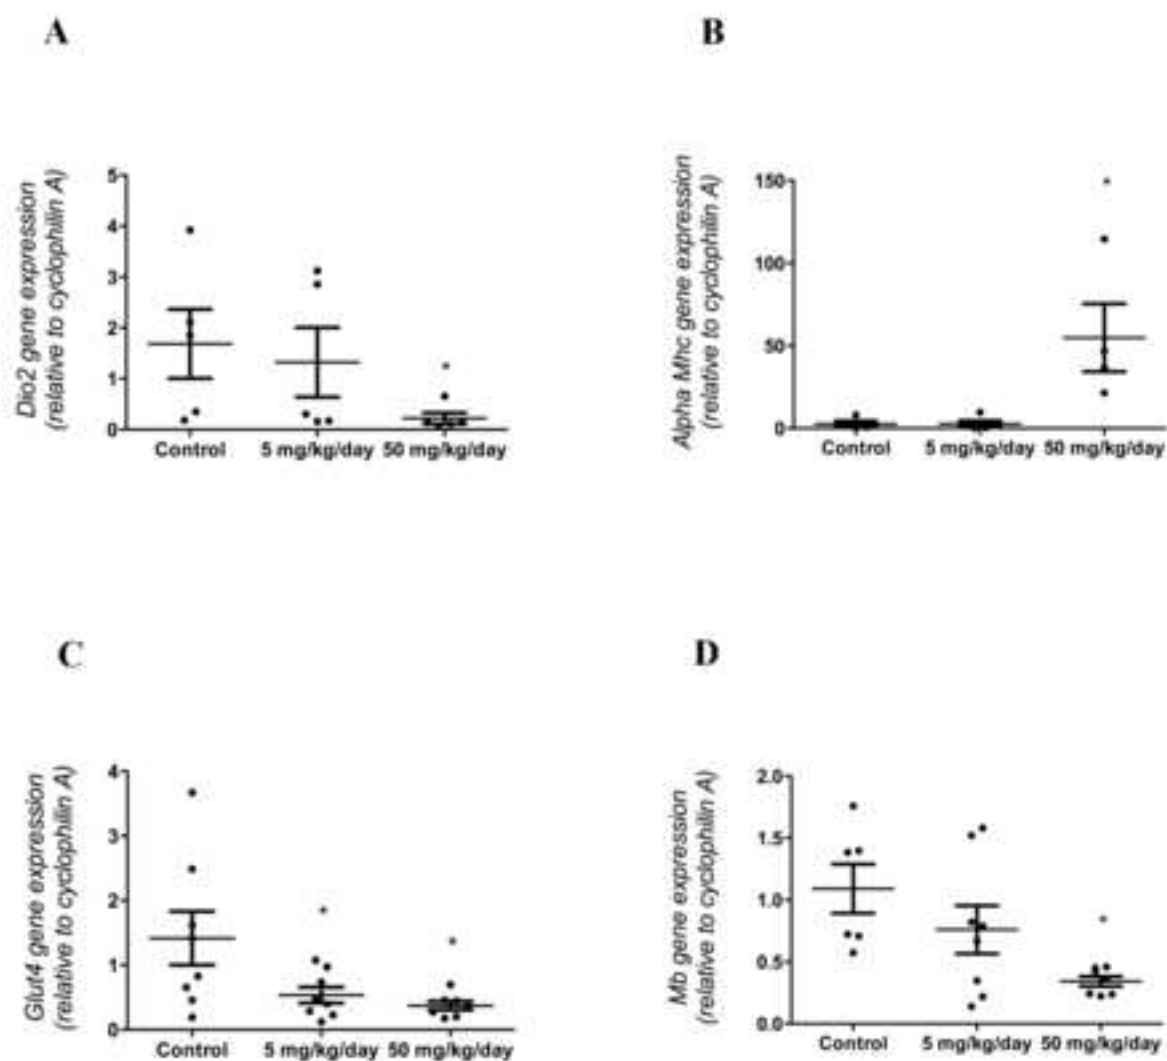 A
Dio2 gene expression
(relative to cyclophilin A)
5
4
3
2
1
0
Control 5 mg/kg/day 50 mg/kg/day
*
B
Alpha Mhc gene expression
(relative to cyclophilin A)
150
100
50
0
Control 5 mg/kg/day 50 mg/kg/day
*
C
Glut4 gene expression
(relative to cyclophilin A)
4
3
2
1
0
Control 5 mg/kg/day 50 mg/kg/day
*
*
D
Mb gene expression
(relative to cyclophilin A)
2.0
1.5
1.0
0.5
0.0
Control 5 mg/kg/day 50 mg/kg/day
*